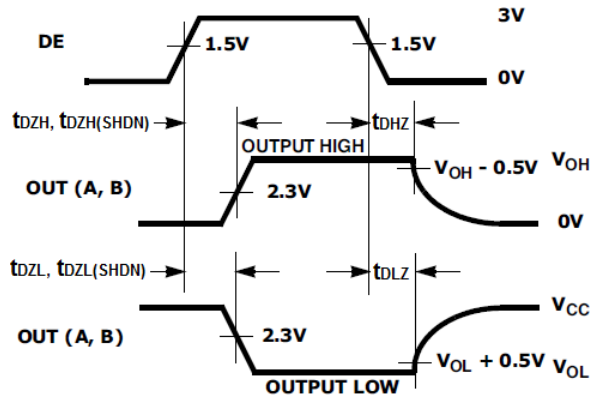 3V
DE
1.5V
1.5V
0V
tDZH, tDZH(SHDN)
tDHZ
OUTPUT HIGH
VOH - 0.5V
VOH
OUT (A, B)
2.3V
0V
tDZL, tDZL(SHDN)
tDLZ
VCC
OUT (A, B)
2.3V
VOL + 0.5V
VOL
OUTPUT LOW